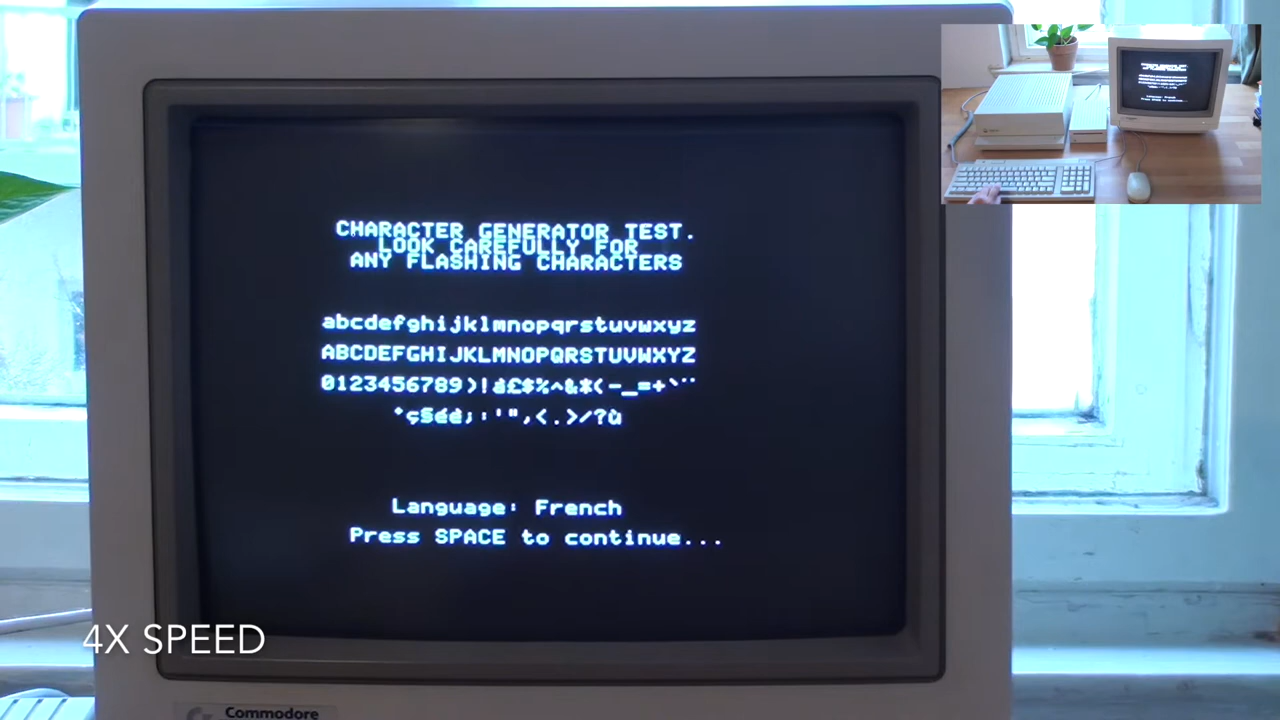 CHARACTER GENERATOR TEST.
LOOK CAREFULLY FOR
ANY FLASHING CHARACTERS
abcdefghijklmnopqrstuvwxyz
ABCDEFGHIJKLMNOPQRSTUVWXYZ
0123456789)!à£$%^&*(-_=+`¨
°ç§éè;:'",<.>/?ù
Language: French
Press SPACE to continue...
4X SPEED
Commodore